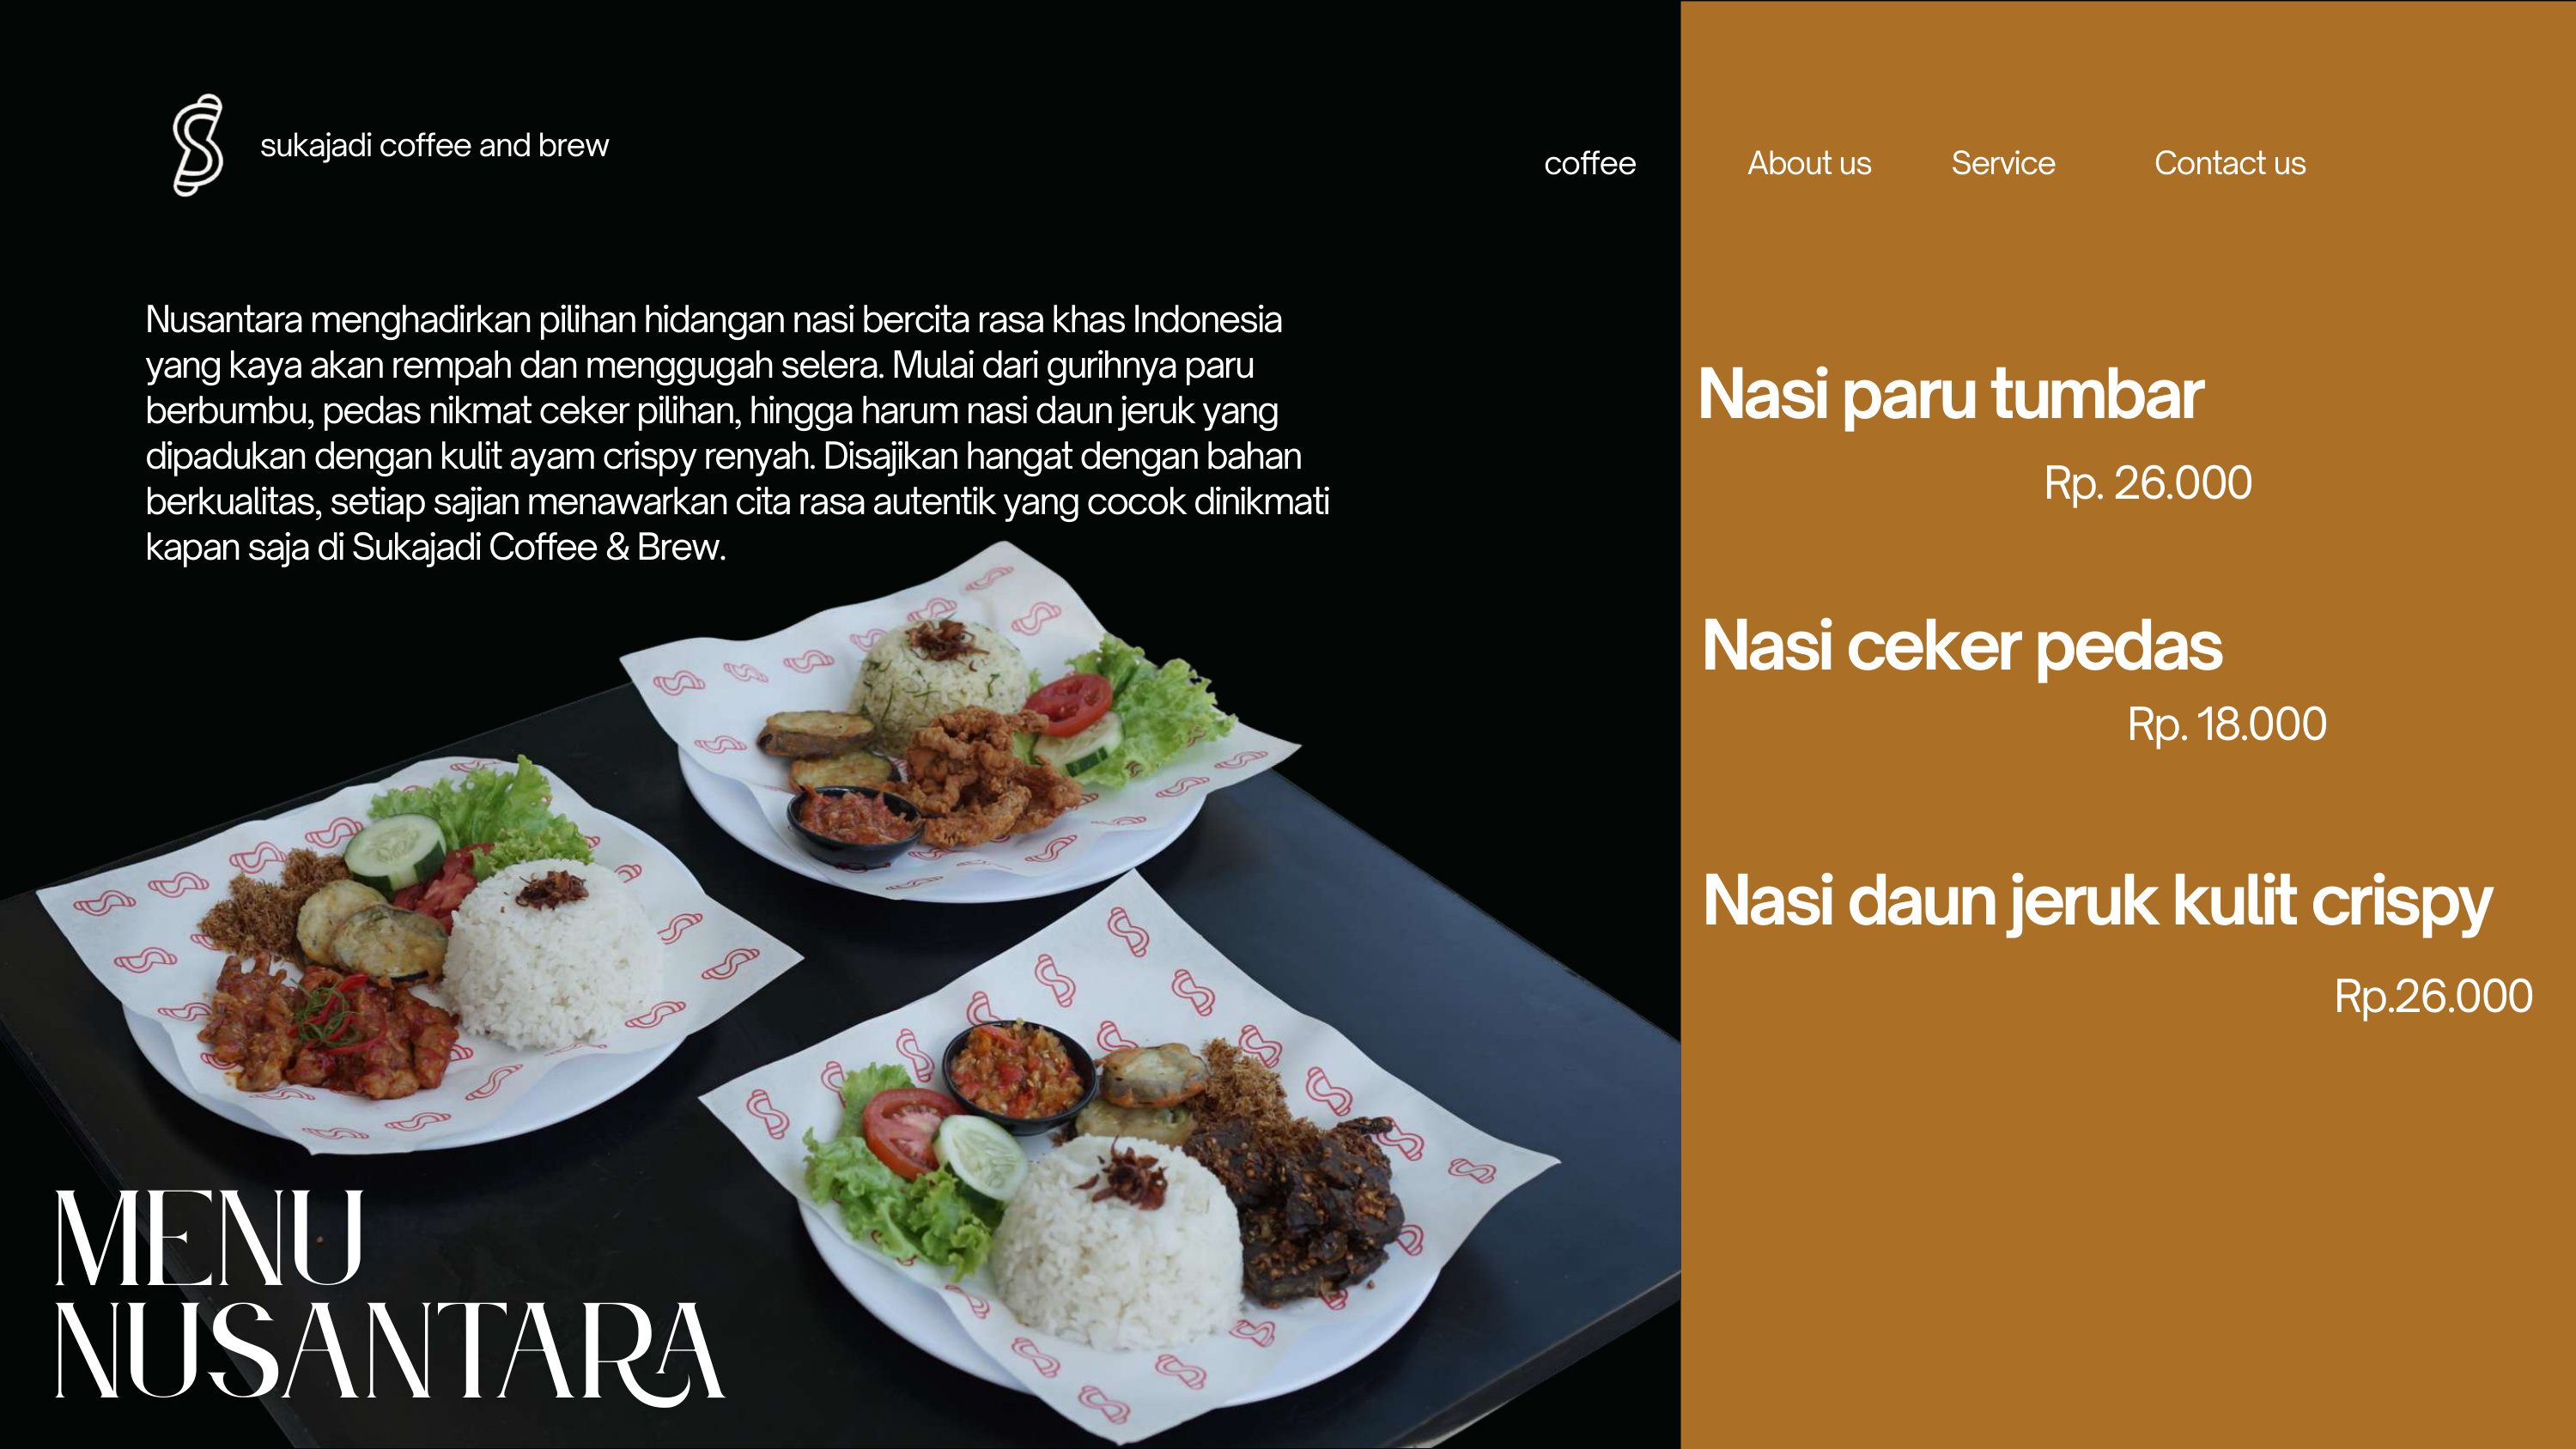 sukajadi coffee and brew
coffee
About us
Service
Contact us
Nusantara menghadirkan pilihan hidangan nasi bercita rasa khas Indonesia
yang kaya akan rempah dan menggugah selera. Mulai dari gurihnya paru
berbumbu, pedas nikmat ceker pilihan, hingga harum nasi daun jeruk yang
dipadukan dengan kulit ayam crispy renyah. Disajikan hangat dengan bahan
berkualitas, setiap sajian menawarkan cita rasa autentik yang cocok dinikmati
kapan saja di Sukajadi Coffee & Brew.
MENU
NUSANTARA
Nasi paru tumbar
Rp. 26.000
Nasi ceker pedas
Rp. 18.000
Nasi daun jeruk kulit crispy
Rp.26.000